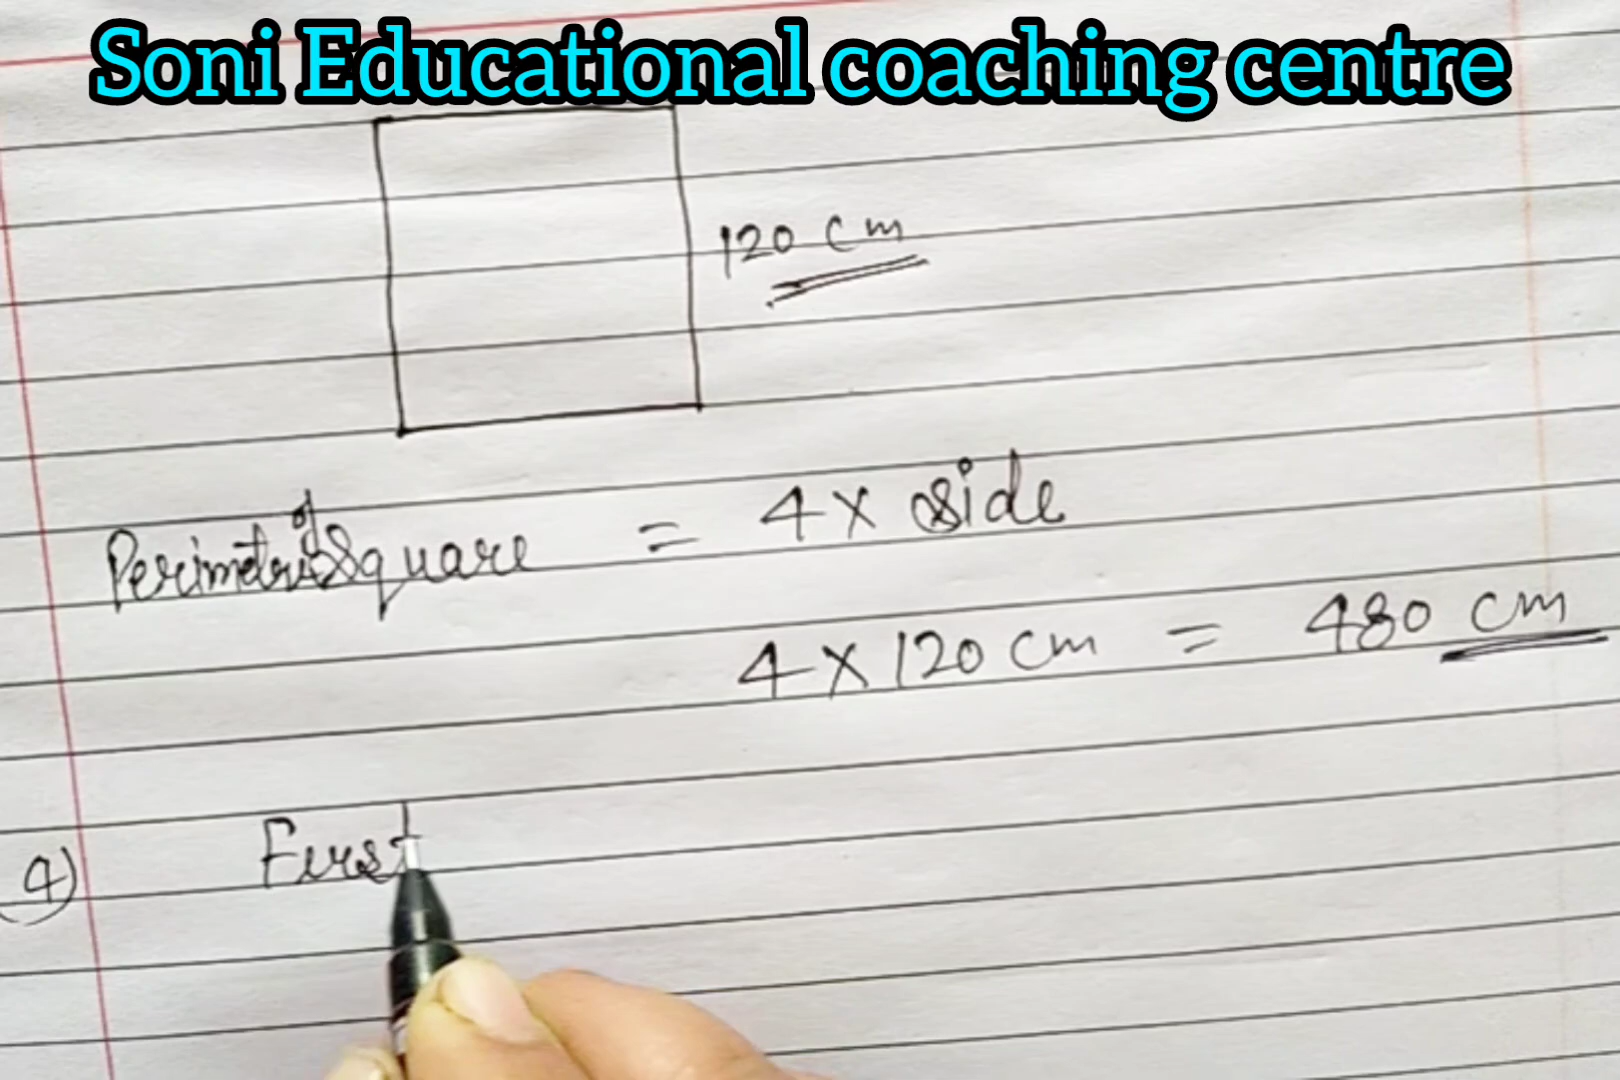 Soni Educational coaching centre
120 cm
Perimeter of Square = 4 × side
4 × 120 cm = 480 cm
4) First